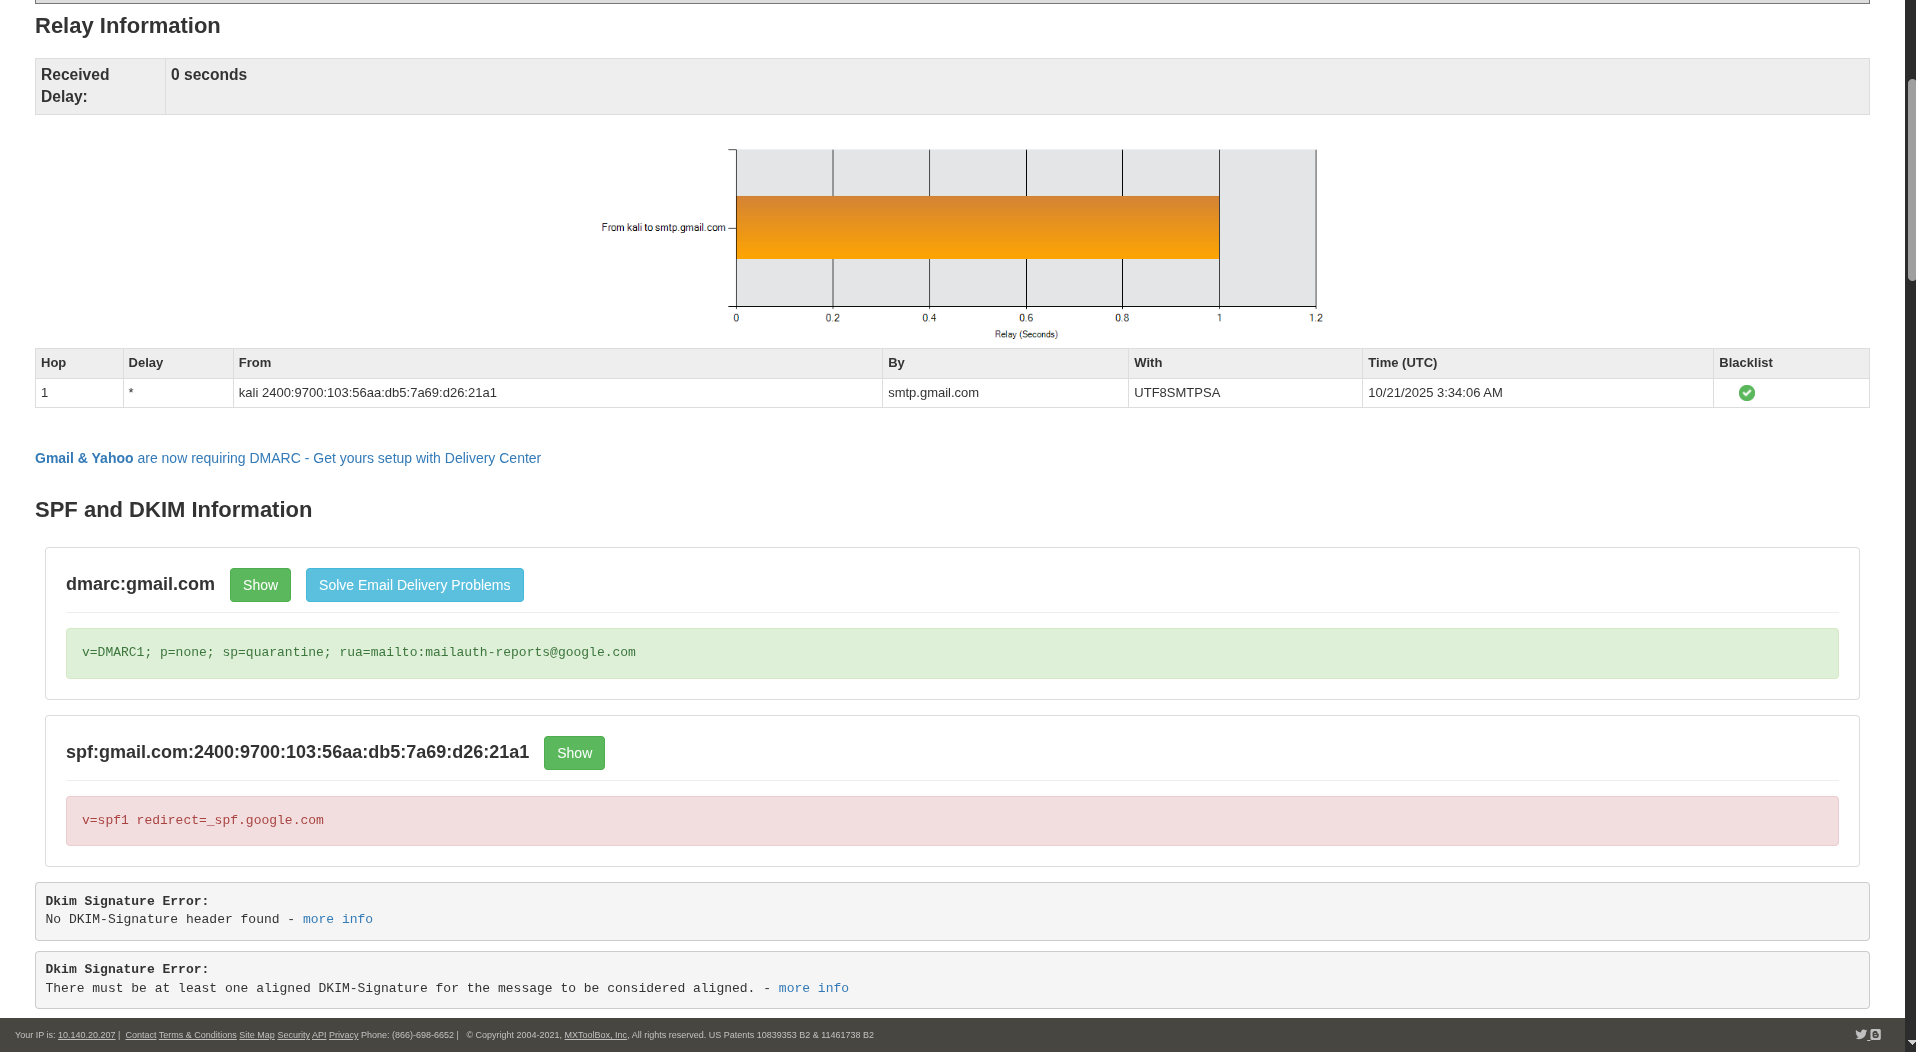 Relay Information
Received Delay: 0 seconds
From kali to smtp.gmail.com
0 0.2 0.4 0.6 0.8 1 1.2
Relay (Seconds)
Hop Delay From By With Time (UTC) Blacklist
1 * kali 2400:9700:103:56aa:db5:7a69:d26:21a1 smtp.gmail.com UTF8SMTPSA 10/21/2025 3:34:06 AM
Gmail & Yahoo are now requiring DMARC - Get yours setup with Delivery Center
SPF and DKIM Information
dmarc:gmail.com Show Solve Email Delivery Problems
v=DMARC1; p=none; sp=quarantine; rua=mailto:mailauth-reports@google.com
spf:gmail.com:2400:9700:103:56aa:db5:7a69:d26:21a1 Show
v=spf1 redirect=_spf.google.com
Dkim Signature Error:
No DKIM-Signature header found - more info
Dkim Signature Error:
There must be at least one aligned DKIM-Signature for the message to be considered aligned. - more info
Your IP is: 10.140.20.207 | Contact Terms & Conditions Site Map Security API Privacy Phone: (866)-698-6652 | © Copyright 2004-2021, MXToolBox, Inc, All rights reserved. US Patents 10839353 B2 & 11461738 B2